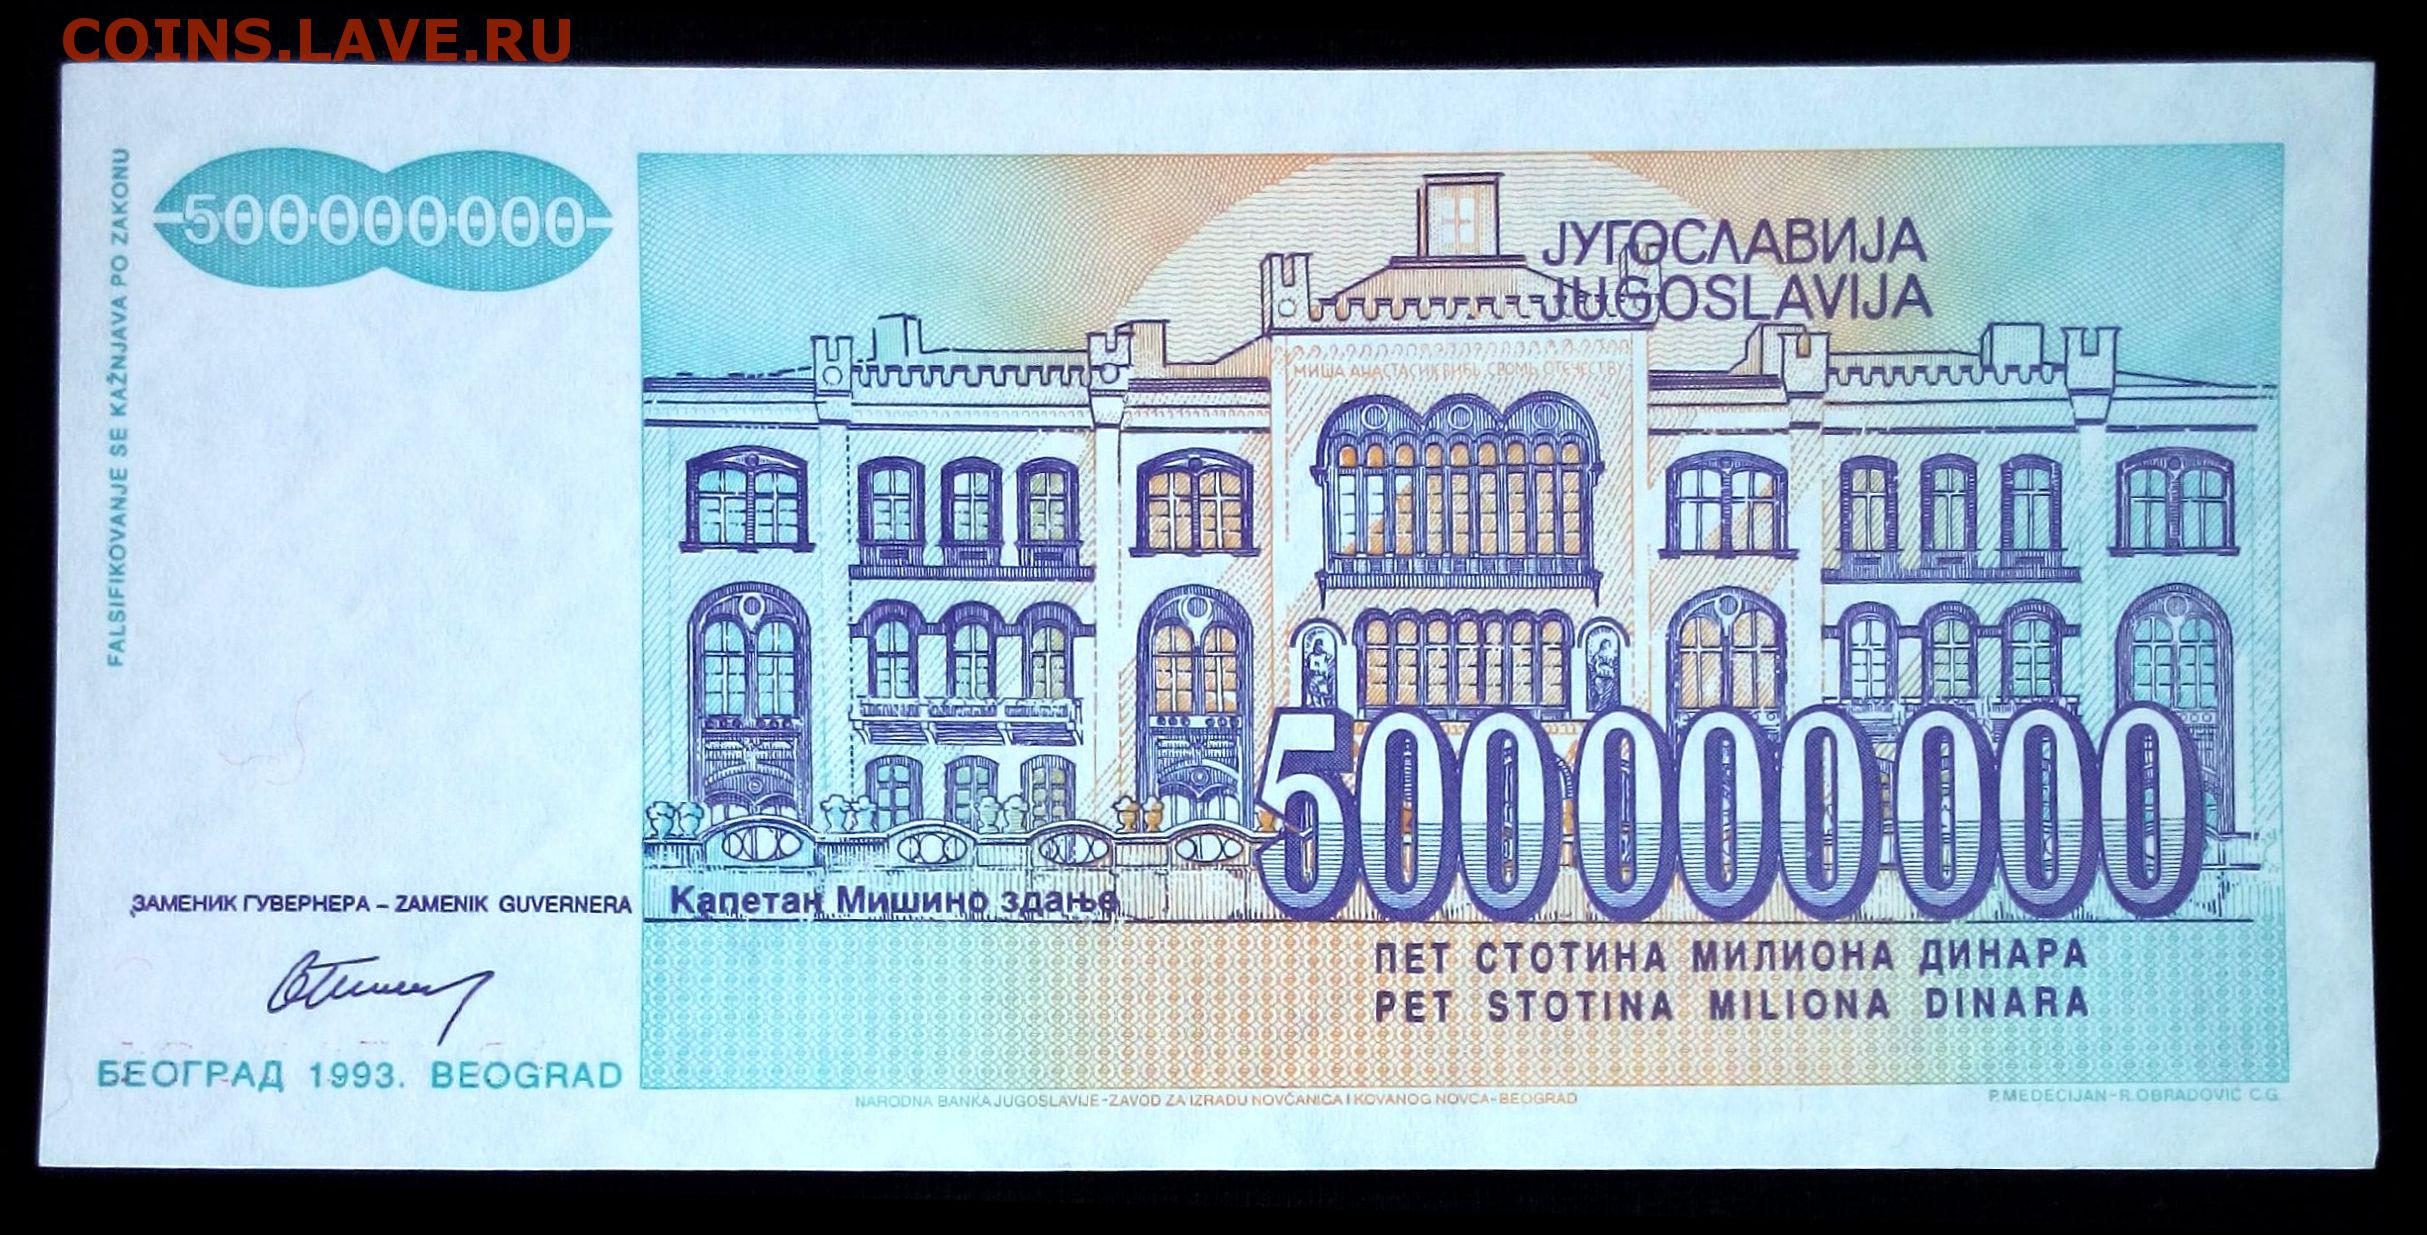 COINS.LAVE.RU
FALSIFIKOVANJE SE KAŽNJAVA PO ZAKONU
500000000
ЈУГОСЛАВИЈА
JUGOSLAVIJA
МИША АНАСТАСИЈЕВИЋЬ СВОМЬ ОТЕЧЕСТВУ
500000000
ЗАМЕНИК ГУВЕРНЕРА – ZAMENIK GUVERNERA
Капетан Мишино здање
ПЕТ СТОТИНА МИЛИОНА ДИНАРА
PET STOTINA MILIONA DINARA
БЕОГРАД 1993. BEOGRAD
NARODNA BANKA JUGOSLAVIJE-ZAVOD ZA IZRADU NOVČANICA I KOVANOG NOVCA-BEOGRAD
P.MEDECIJAN-R.OBRADOVIĆ C.G.